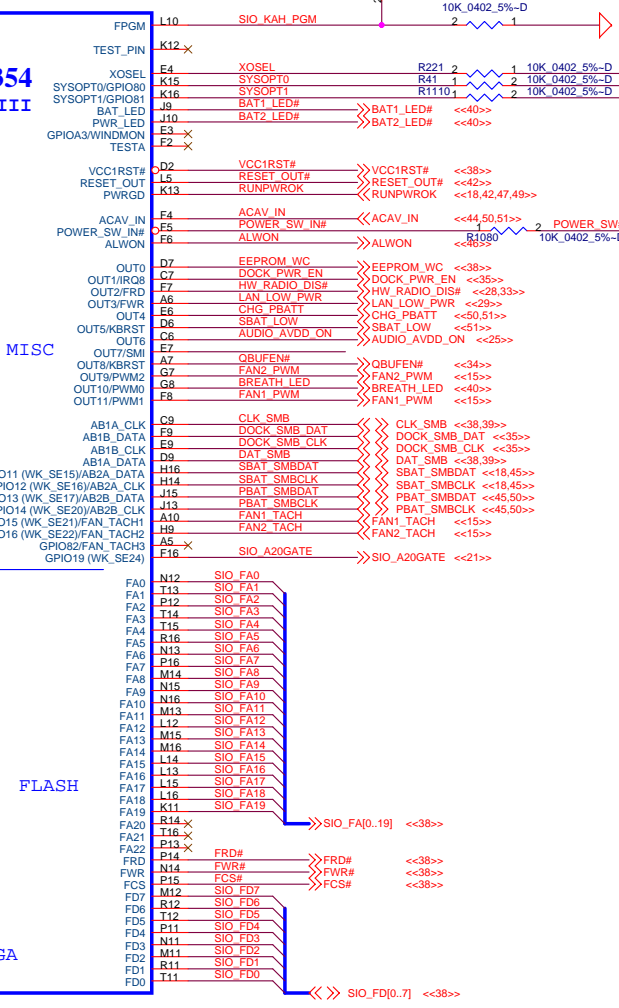 10K_0402_5%~D
FPGM L10 SIO_KAH_PGM 2 1
TEST_PIN K12
354
XOSEL E4 XOSEL R221 2 1 10K_0402_5%~D
III
SYSOPT0/GPIO80 K15 SYSOPT0 R41 1 2 10K_0402_5%~D
SYSOPT1/GPIO81 K16 SYSOPT1 R1110 1 2 10K_0402_5%~D
BAT_LED J9 BAT1_LED# BAT1_LED# <<40>>
PWR_LED J10 BAT2_LED# BAT2_LED# <<40>>
GPIOA3/WINDMON E3
TESTA F2
VCC1RST# D2 VCC1RST# VCC1RST# <<38>>
RESET_OUT L5 RESET_OUT# RESET_OUT# <<42>>
PWRGD K13 RUNPWROK RUNPWROK <<18,42,47,49>>
ACAV_IN F4 ACAV_IN ACAV_IN <<44,50,51>>
POWER_SW_IN# F5 POWER_SW_IN# R1080 1 2 10K_0402_5%~D POWER_SW
ALWON F6 ALWON ALWON <<46>>
OUT0 D7 EEPROM_WC EEPROM_WC <<38>>
OUT1/IRQ8 C7 DOCK_PWR_EN DOCK_PWR_EN <<35>>
OUT2/FRD F7 HW_RADIO_DIS# HW_RADIO_DIS# <<28,33>>
OUT3/FWR A6 LAN_LOW_PWR LAN_LOW_PWR <<29>>
OUT4 E6 CHG_PBATT CHG_PBATT <<50,51>>
OUT5/KBRST D6 SBAT_LOW SBAT_LOW <<51>>
OUT6 C6 AUDIO_AVDD_ON AUDIO_AVDD_ON <<25>>
MISC OUT7/SMI E7
OUT8/KBRST A7 QBUFEN# QBUFEN# <<34>>
OUT9/PWM2 G7 FAN2_PWM FAN2_PWM <<15>>
OUT10/PWM0 G8 BREATH_LED BREATH_LED <<40>>
OUT11/PWM1 F8 FAN1_PWM FAN1_PWM <<15>>
AB1A_CLK C9 CLK_SMB CLK_SMB <<38,39>>
AB1B_DATA F9 DOCK_SMB_DAT DOCK_SMB_DAT <<35>>
AB1B_CLK E9 DOCK_SMB_CLK DOCK_SMB_CLK <<35>>
AB1A_DATA D9 DAT_SMB DAT_SMB <<38,39>>
IO11 (WK_SE15)/AB2A_DATA H16 SBAT_SMBDAT SBAT_SMBDAT <<18,45>>
PIO12 (WK_SE16)/AB2A_CLK H14 SBAT_SMBCLK SBAT_SMBCLK <<18,45>>
IO13 (WK_SE17)/AB2B_DATA J15 PBAT_SMBDAT PBAT_SMBDAT <<45,50>>
PIO14 (WK_SE20)/AB2B_CLK J13 PBAT_SMBCLK PBAT_SMBCLK <<45,50>>
IO15 (WK_SE21)/FAN_TACH1 A10 FAN1_TACH FAN1_TACH <<15>>
IO16 (WK_SE22)/FAN_TACH2 H9 FAN2_TACH FAN2_TACH <<15>>
GPIO82/FAN_TACH3 A5
GPIO19 (WK_SE24) F16 SIO_A20GATE SIO_A20GATE <<21>>
FA0 N12 SIO_FA0
FA1 T13 SIO_FA1
FA2 P12 SIO_FA2
FA3 T14 SIO_FA3
FA4 T15 SIO_FA4
FA5 R16 SIO_FA5
FA6 N13 SIO_FA6
FA7 P16 SIO_FA7
FA8 M14 SIO_FA8
FA9 N15 SIO_FA9
FA10 N16 SIO_FA10
FA11 M13 SIO_FA11
FA12 L12 SIO_FA12
FA13 M15 SIO_FA13
FA14 M16 SIO_FA14
FA15 L14 SIO_FA15
FA16 L13 SIO_FA16
FLASH FA17 L15 SIO_FA17
FA18 L16 SIO_FA18
FA19 K11 SIO_FA19
FA20 R14 SIO_FA[0..19] <<38>>
FA21 T16
FA22 P13
FRD P14 FRD# FRD# <<38>>
FWR N14 FWR# FWR# <<38>>
FCS P15 FCS# FCS# <<38>>
FD7 M12 SIO_FD7
FD6 R12 SIO_FD6
FD5 T12 SIO_FD5
FD4 P11 SIO_FD4
FD3 N11 SIO_FD3
GA FD2 M11 SIO_FD2
FD1 R11 SIO_FD1
FD0 T11 SIO_FD0
SIO_FD[0..7] <<38>>